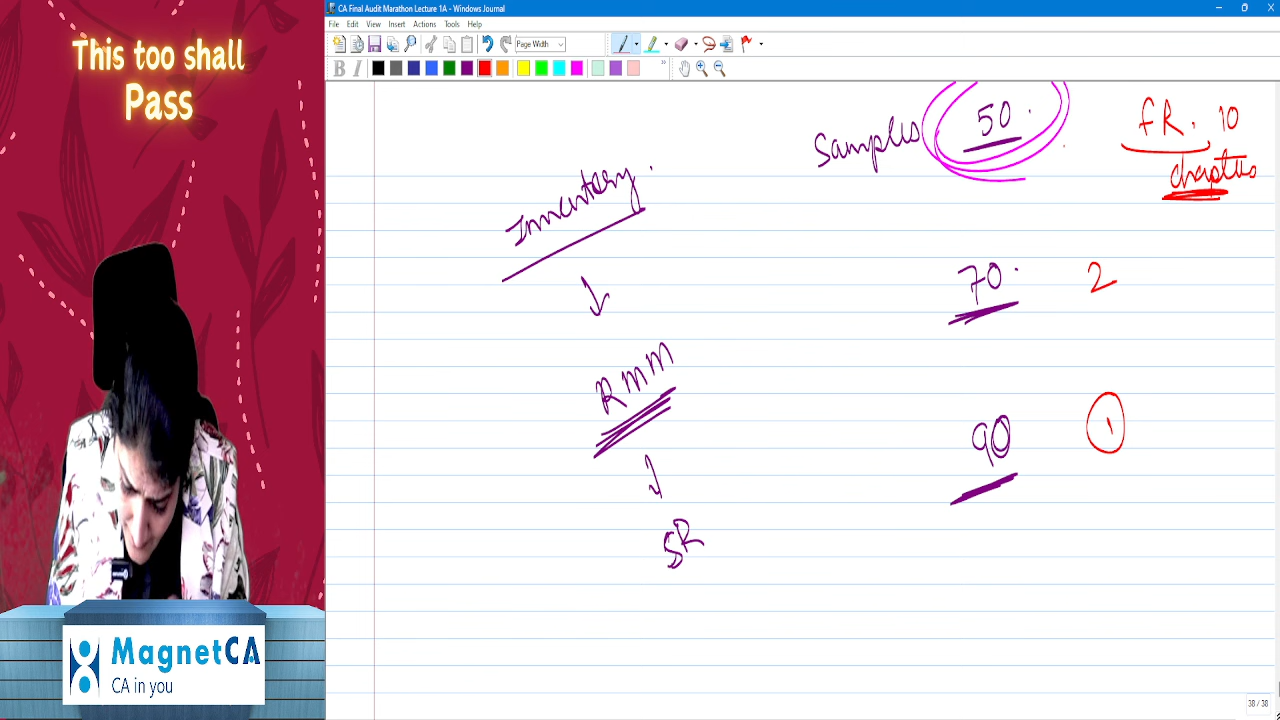 This too shall
Pass
MagnetCA
CA in you
CA Final Audit Marathon Lecture 1A - Windows Journal
File Edit View Insert Actions Tools Help
Page Width
B I
Samples 50.
fR. 10
chapters
Inventory.
70. 2
RMM
90 1
SR
38 / 38